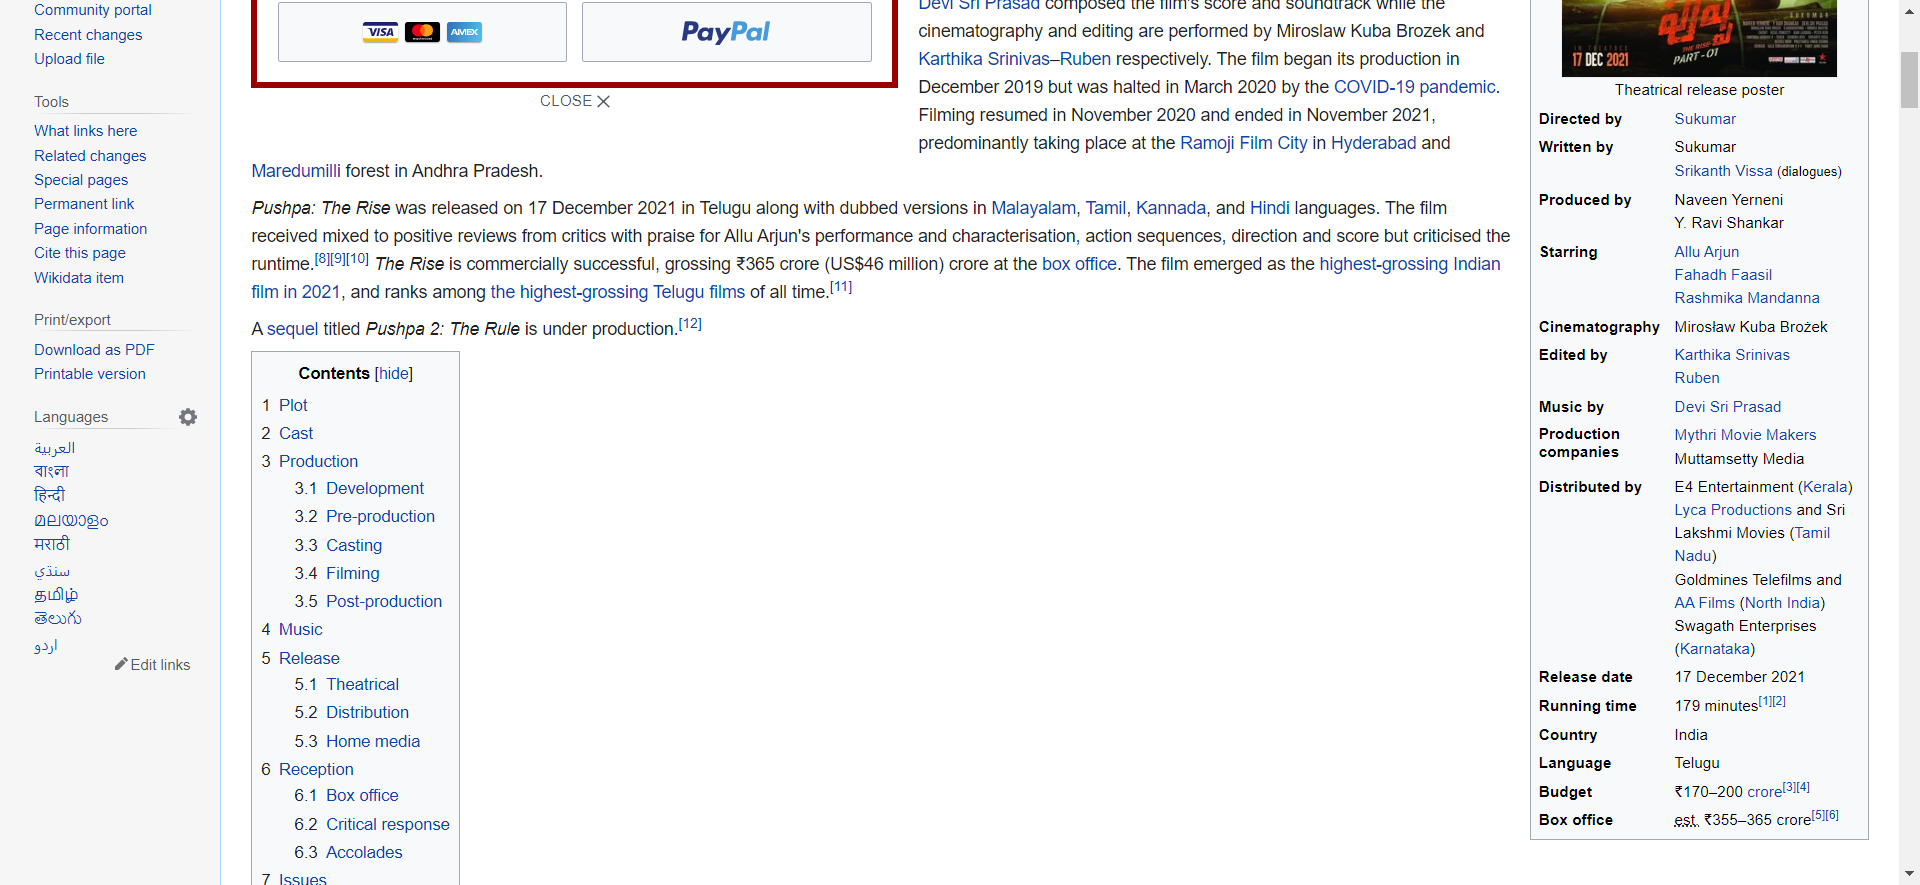 Community portal
Recent changes
Upload file
Tools
What links here
Related changes
Special pages
Permanent link
Page information
Cite this page
Wikidata item
Print/export
Download as PDF
Printable version
Languages
العربية
বাংলা
हिन्दी
മലയാളം
मराठी
سنڌي
தமிழ்
తెలుగు
اردو
Edit links
VISA mastercard AMEX
PayPal
CLOSE
Devi Sri Prasad composed the film's score and soundtrack while the
cinematography and editing are performed by Miroslaw Kuba Brozek and
Karthika Srinivas–Ruben respectively. The film began its production in
December 2019 but was halted in March 2020 by the COVID-19 pandemic.
Filming resumed in November 2020 and ended in November 2021,
predominantly taking place at the Ramoji Film City in Hyderabad and
Maredumilli forest in Andhra Pradesh.
Pushpa: The Rise was released on 17 December 2021 in Telugu along with dubbed versions in Malayalam, Tamil, Kannada, and Hindi languages. The film
received mixed to positive reviews from critics with praise for Allu Arjun's performance and characterisation, action sequences, direction and score but criticised the
runtime.[8][9][10] The Rise is commercially successful, grossing ₹365 crore (US$46 million) crore at the box office. The film emerged as the highest-grossing Indian
film in 2021, and ranks among the highest-grossing Telugu films of all time.[11]
A sequel titled Pushpa 2: The Rule is under production.[12]
Contents [hide]
1 Plot
2 Cast
3 Production
3.1 Development
3.2 Pre-production
3.3 Casting
3.4 Filming
3.5 Post-production
4 Music
5 Release
5.1 Theatrical
5.2 Distribution
5.3 Home media
6 Reception
6.1 Box office
6.2 Critical response
6.3 Accolades
7 Issues
SUKUMAR
THE RISE
PART-01
IN THEATRES
17 DEC 2021
Theatrical release poster
Directed by Sukumar
Written by Sukumar
Srikanth Vissa (dialogues)
Produced by Naveen Yerneni
Y. Ravi Shankar
Starring Allu Arjun
Fahadh Faasil
Rashmika Mandanna
Cinematography Mirosław Kuba Brożek
Edited by Karthika Srinivas
Ruben
Music by Devi Sri Prasad
Production companies Mythri Movie Makers
Muttamsetty Media
Distributed by E4 Entertainment (Kerala)
Lyca Productions and Sri
Lakshmi Movies (Tamil
Nadu)
Goldmines Telefilms and
AA Films (North India)
Swagath Enterprises
(Karnataka)
Release date 17 December 2021
Running time 179 minutes[1][2]
Country India
Language Telugu
Budget ₹170–200 crore[3][4]
Box office est. ₹355–365 crore[5][6]